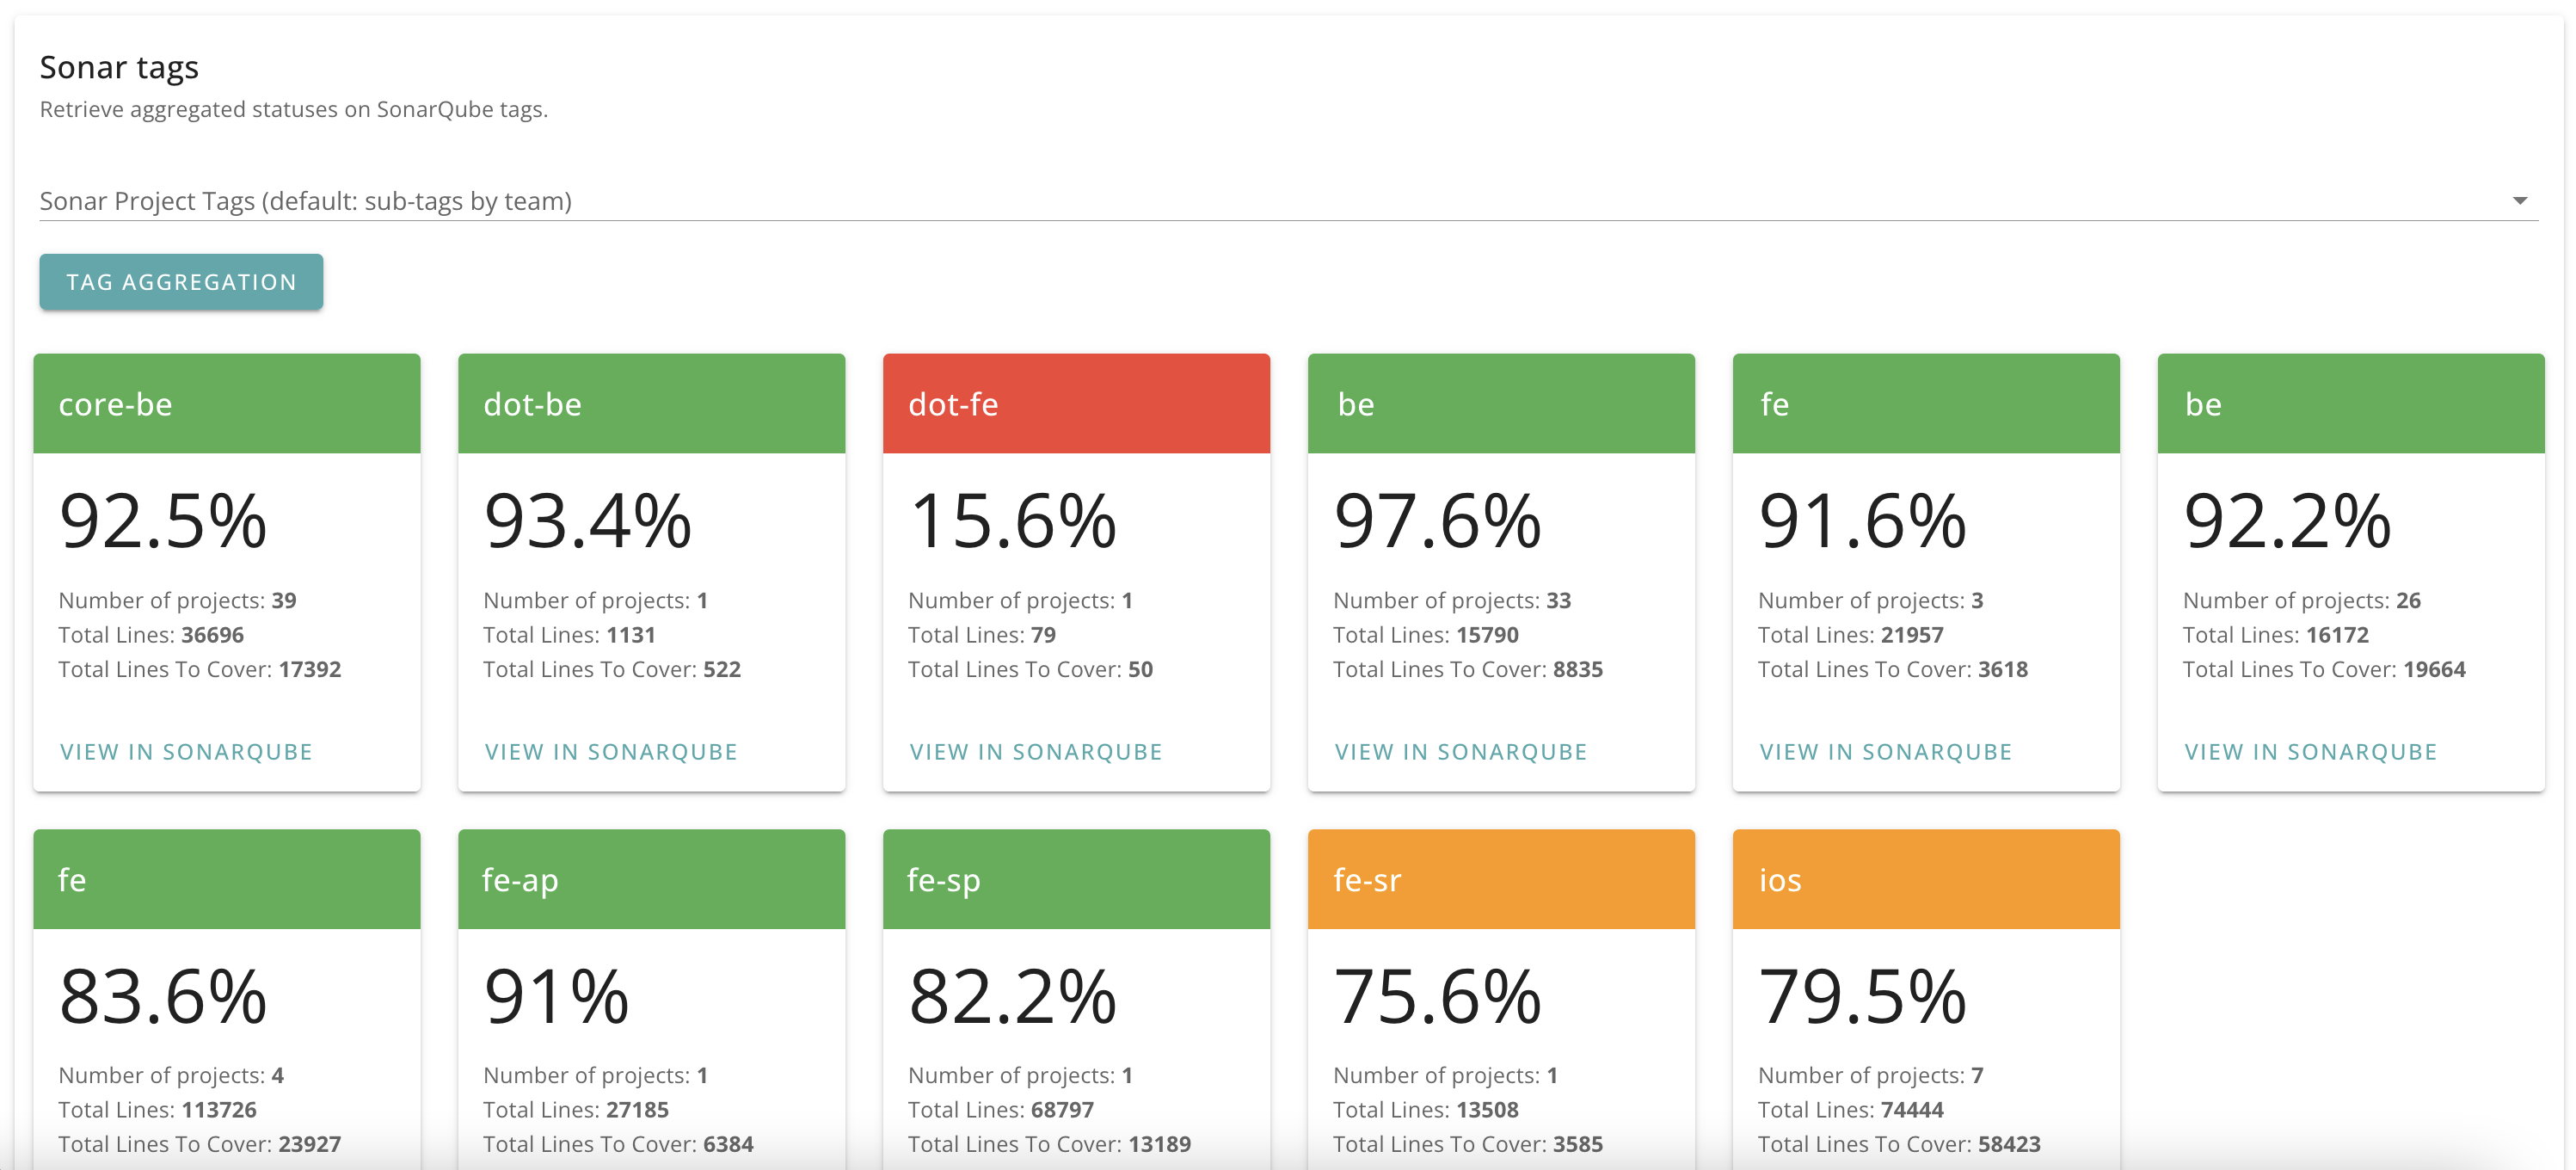 Sonar tags
Retrieve aggregated statuses on SonarQube tags.
Sonar Project Tags (default: sub-tags by team)
TAG AGGREGATION
core-be
92.5%
Number of projects: 39
Total Lines: 36696
Total Lines To Cover: 17392
VIEW IN SONARQUBE
dot-be
93.4%
Number of projects: 1
Total Lines: 1131
Total Lines To Cover: 522
VIEW IN SONARQUBE
dot-fe
15.6%
Number of projects: 1
Total Lines: 79
Total Lines To Cover: 50
VIEW IN SONARQUBE
be
97.6%
Number of projects: 33
Total Lines: 15790
Total Lines To Cover: 8835
VIEW IN SONARQUBE
fe
91.6%
Number of projects: 3
Total Lines: 21957
Total Lines To Cover: 3618
VIEW IN SONARQUBE
be
92.2%
Number of projects: 26
Total Lines: 16172
Total Lines To Cover: 19664
VIEW IN SONARQUBE
fe
83.6%
Number of projects: 4
Total Lines: 113726
Total Lines To Cover: 23927
fe-ap
91%
Number of projects: 1
Total Lines: 27185
Total Lines To Cover: 6384
fe-sp
82.2%
Number of projects: 1
Total Lines: 68797
Total Lines To Cover: 13189
fe-sr
75.6%
Number of projects: 1
Total Lines: 13508
Total Lines To Cover: 3585
ios
79.5%
Number of projects: 7
Total Lines: 74444
Total Lines To Cover: 58423